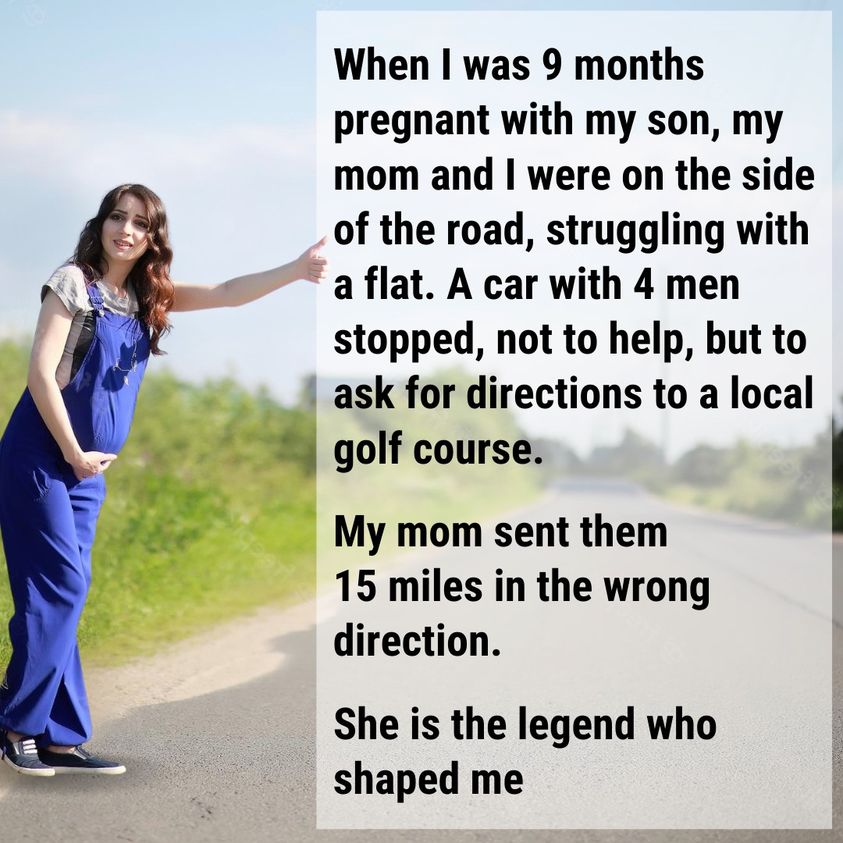 When I was 9 months
pregnant with my son, my
mom and I were on the side
of the road, struggling with
a flat. A car with 4 men
stopped, not to help, but to
ask for directions to a local
golf course.
My mom sent them
15 miles in the wrong
direction.
She is the legend who
shaped me